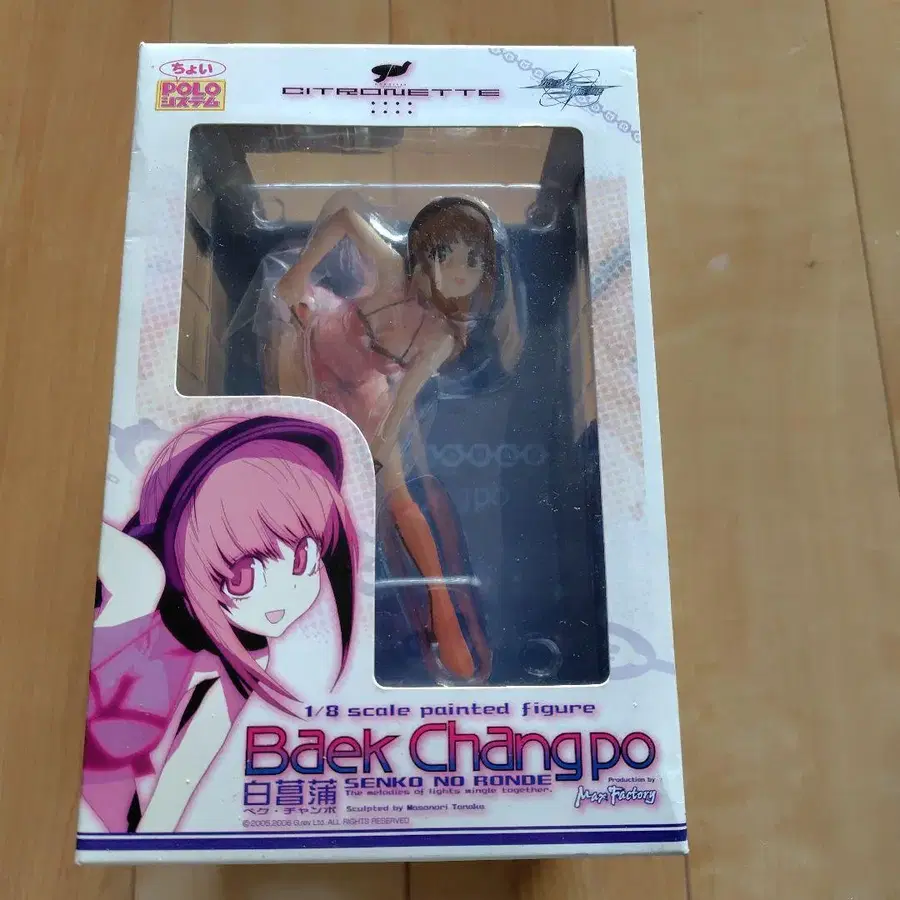 ちょい
POLO
システム
CITRONETTE
1/8 scale painted figure
Baek Changpo
白菖蒲
ペク・チャンポ
SENKO NO RONDE
The melodies of lights mingle together.
Sculpted by Masanori Tanaka
Production by
Max Factory
©2005,2006 G.rev Ltd. ALL RIGHTS RESERVED